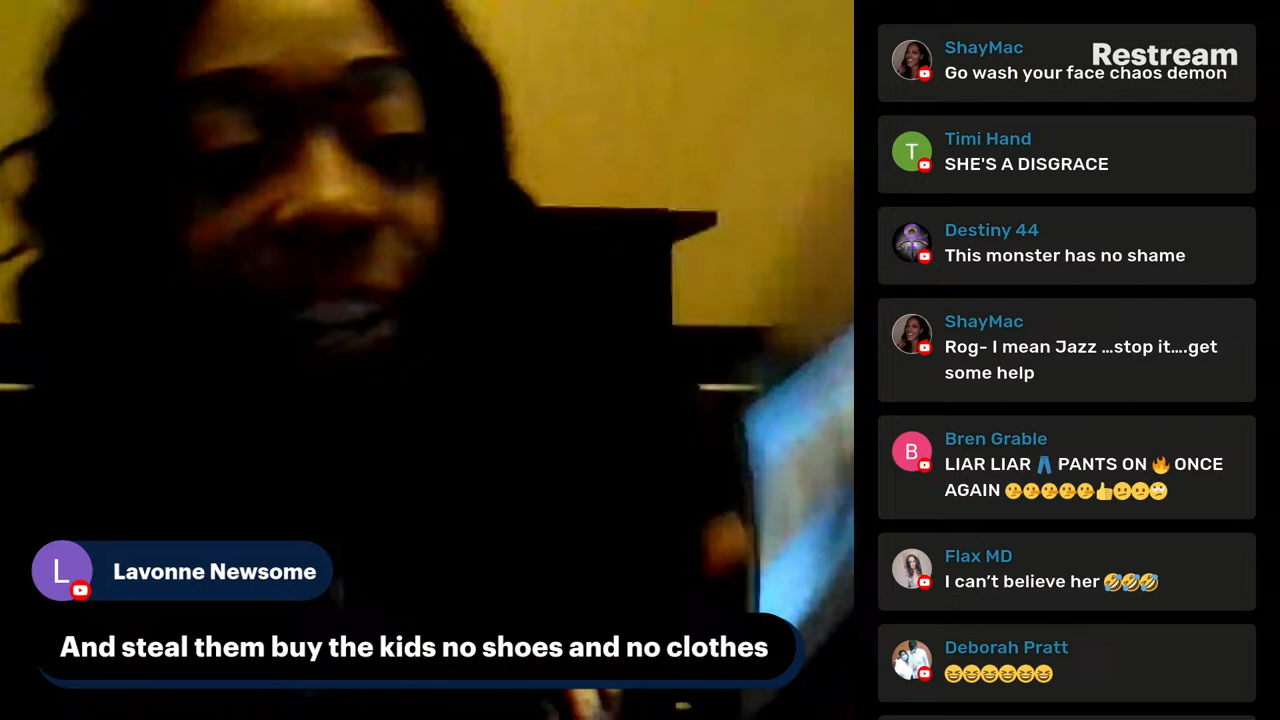 Restream
ShayMac
Go wash your face chaos demon
T
Timi Hand
SHE'S A DISGRACE
Destiny 44
This monster has no shame
ShayMac
Rog- I mean Jazz …stop it….get
some help
B
Bren Grable
LIAR LIAR 👖 PANTS ON 🔥 ONCE
AGAIN 🫤🫤🫤🫤🫤👍🫤🫤🙄
Flax MD
I can’t believe her 🤣🤣🤣
Deborah Pratt
😆😆😆😆😆😆
L
Lavonne Newsome
And steal them buy the kids no shoes and no clothes